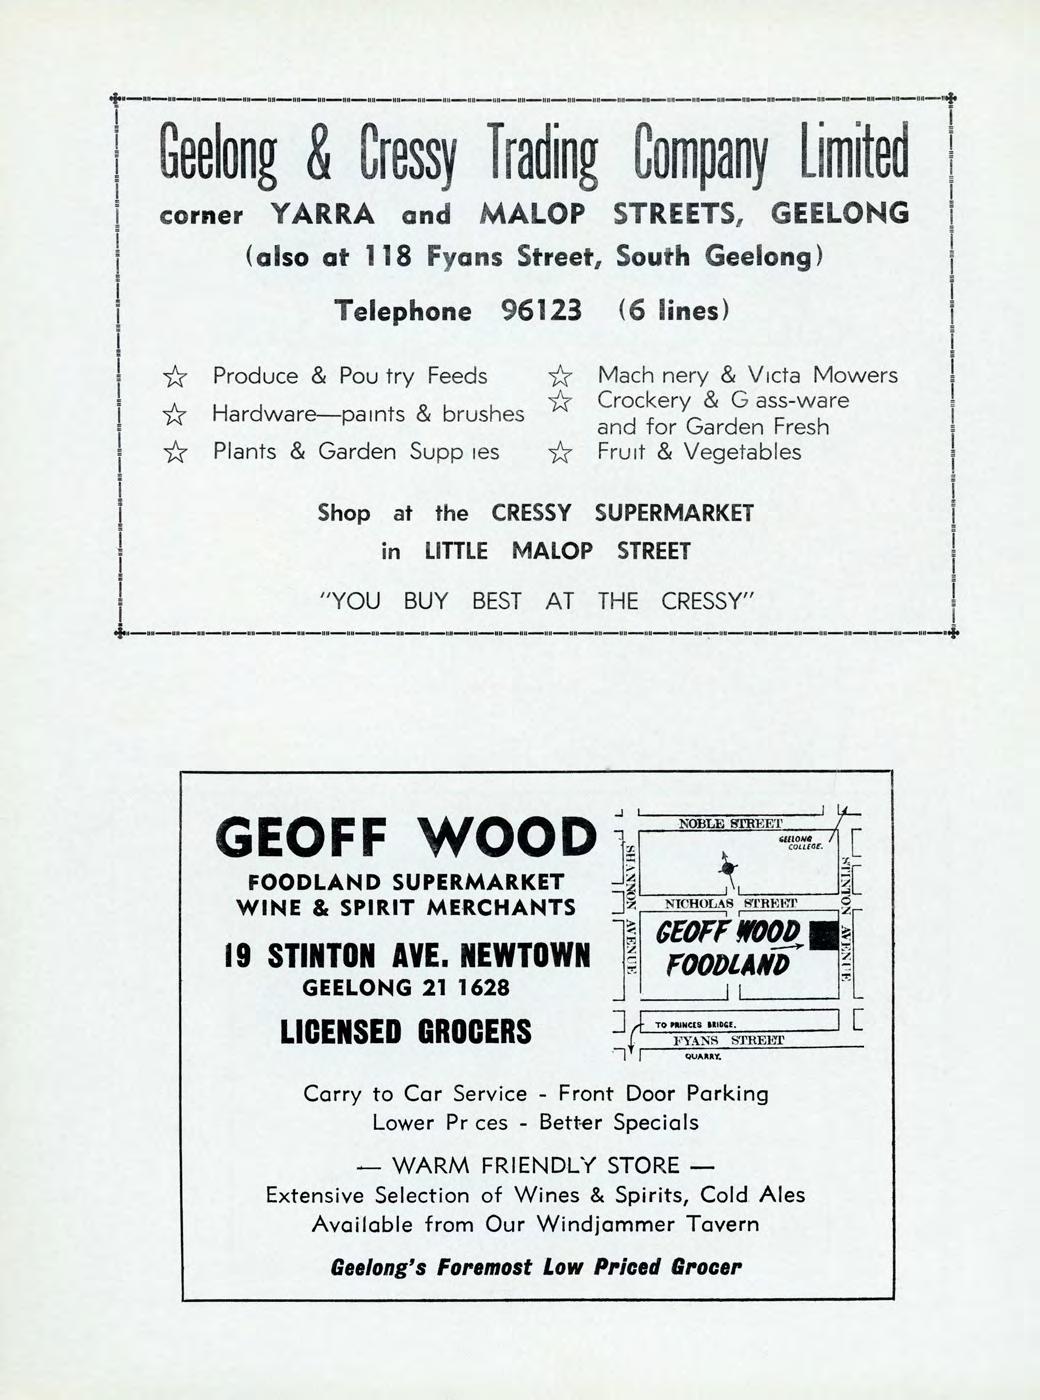 Geelong & Cressy Trading Company Limited
corner YARRA and MALOP STREETS, GEELONG
(also at 118 Fyans Street, South Geelong)
Telephone 96123 (6 lines)
☆ Produce & Pou try Feeds
☆ Hardware—paints & brushes
☆ Plants & Garden Supp ies
☆ Mach nery & Victa Mowers
☆ Crockery & G ass-ware
and for Garden Fresh
☆ Fruit & Vegetables
Shop at the CRESSY SUPERMARKET
in LITTLE MALOP STREET
"YOU BUY BEST AT THE CRESSY"
GEOFF WOOD
FOODLAND SUPERMARKET
WINE & SPIRIT MERCHANTS
19 STINTON AVE. NEWTOWN
GEELONG 21 1628
LICENSED GROCERS
NOBLE STREET
GEELONG
COLLEGE.
SHANNON AVENUE
STINTON AVENUE
NICHOLAS STREET
GEOFF WOOD
FOODLAND
TO PRINCES BRIDGE.
FYANS STREET
QUARRY.
Carry to Car Service - Front Door Parking
Lower Pr ces - Better Specials
— WARM FRIENDLY STORE —
Extensive Selection of Wines & Spirits, Cold Ales
Available from Our Windjammer Tavern
Geelong's Foremost Low Priced Grocer